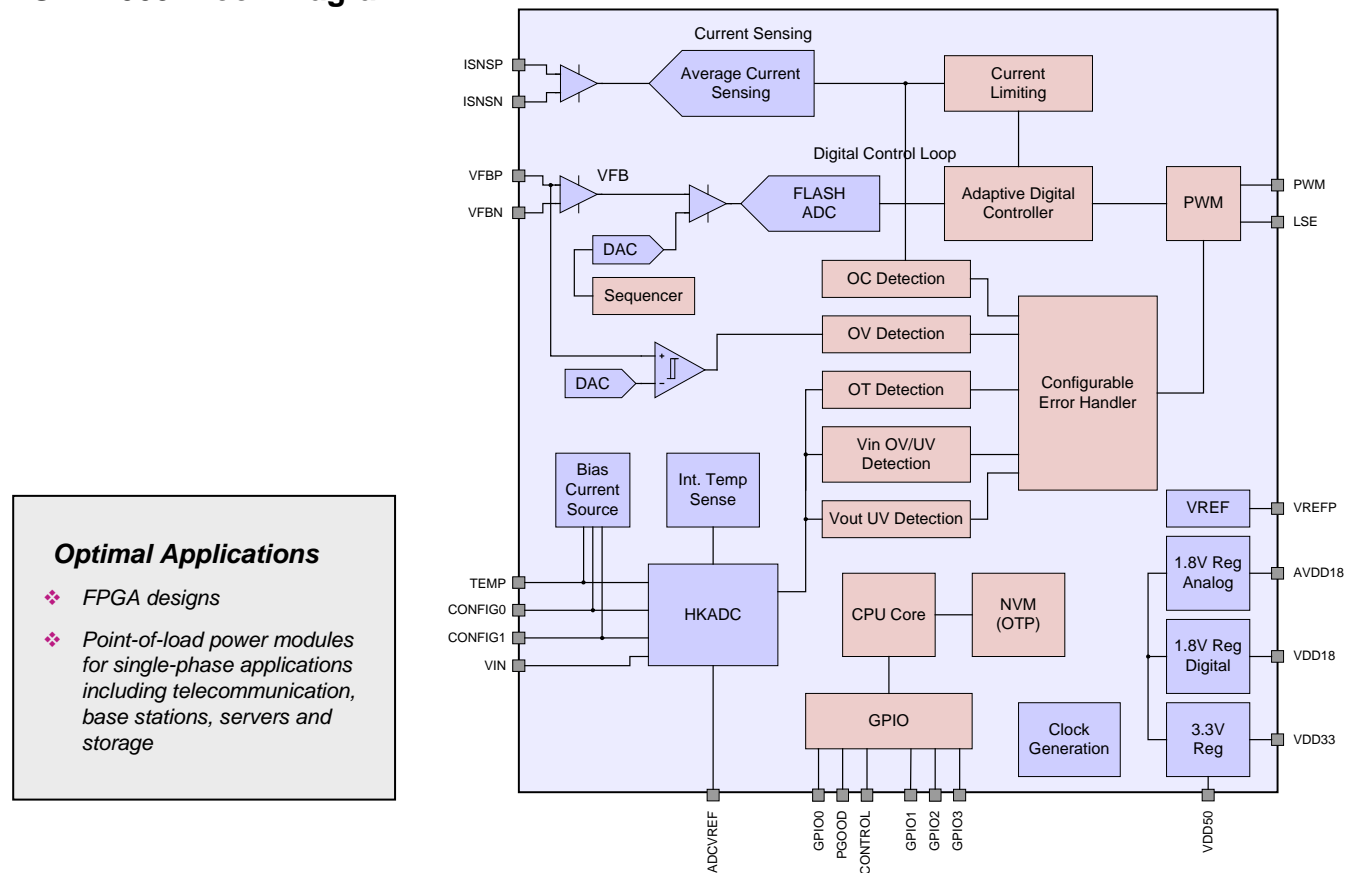 Current Sensing
ISNSP
ISNSN
Average Current
Sensing
Current
Limiting
Digital Control Loop
VFBP
VFBN
VFB
FLASH
ADC
Adaptive Digital
Controller
PWM
PWM
LSE
DAC
Sequencer
OC Detection
OV Detection
+
-
DAC
OT Detection
Configurable
Error Handler
Vin OV/UV
Detection
Vout UV Detection
Bias
Current
Source
Int. Temp
Sense
VREF
VREFP
TEMP
CONFIG0
CONFIG1
VIN
HKADC
CPU Core
NVM
(OTP)
1.8V Reg
Analog
AVDD18
1.8V Reg
Digital
VDD18
GPIO
Clock
Generation
3.3V
Reg
VDD33
ADCVREF
GPIO0
PGOOD
CONTROL
GPIO1
GPIO2
GPIO3
VDD50
Optimal Applications
FPGA designs
Point-of-load power modules
for single-phase applications
including telecommunication,
base stations, servers and
storage